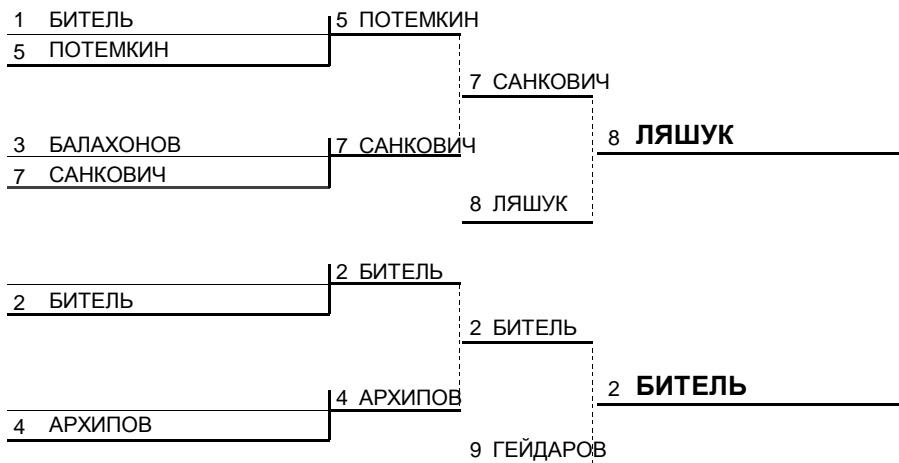 1 БИТЕЛЬ 5 ПОТЕМКИН
5 ПОТЕМКИН
7 САНКОВИЧ
8 ЛЯШУК
3 БАЛАХОНОВ 7 САНКОВИЧ
7 САНКОВИЧ
8 ЛЯШУК
2 БИТЕЛЬ
2 БИТЕЛЬ
2 БИТЕЛЬ
2 БИТЕЛЬ
4 АРХИПОВ
4 АРХИПОВ
9 ГЕЙДАРОВ